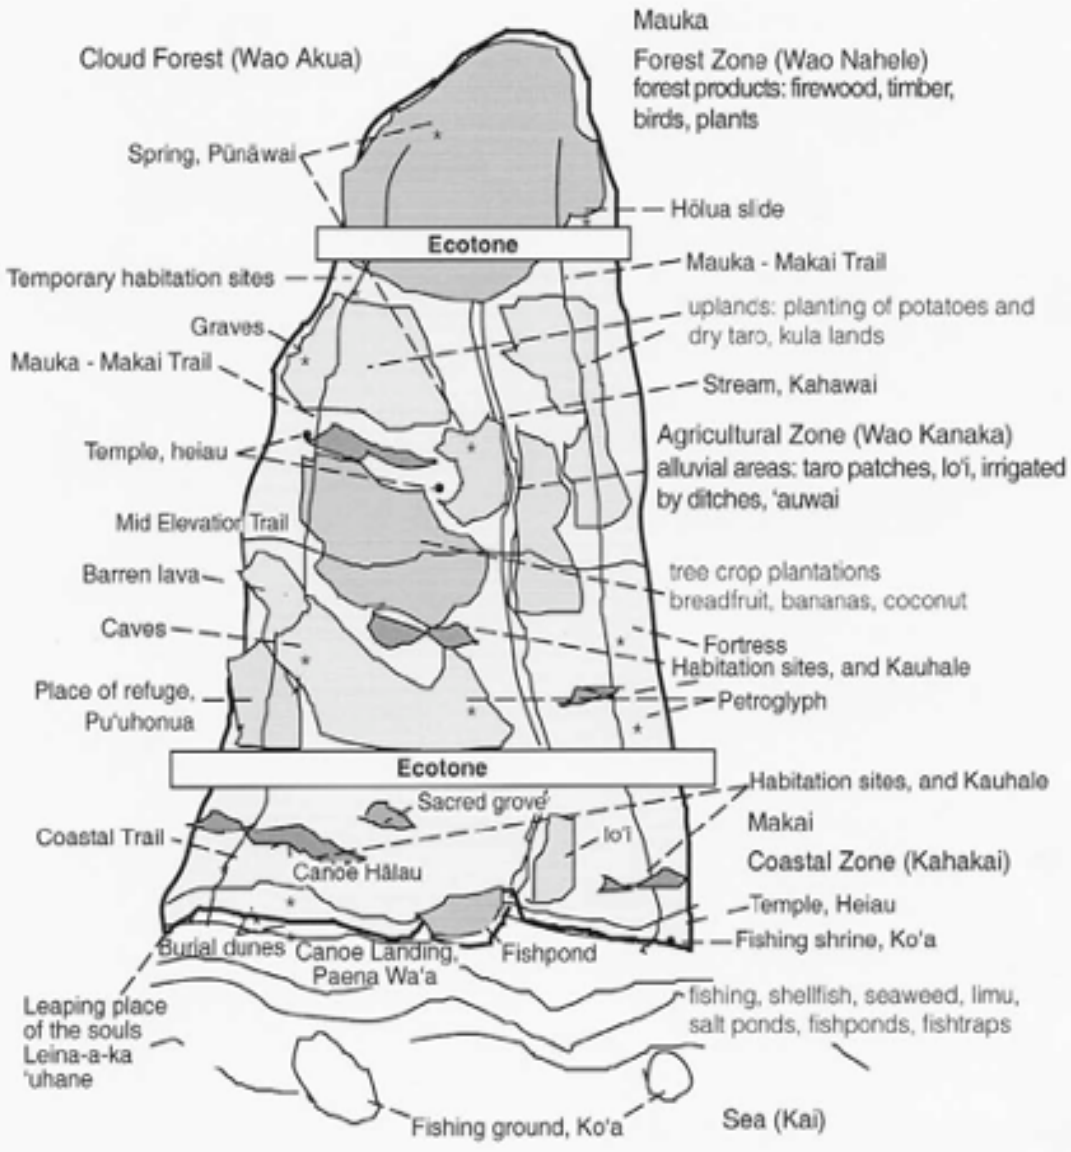 Mauka
Cloud Forest (Wao Akua)
Forest Zone (Wao Nahele)
forest products: firewood, timber,
birds, plants
Spring, Pūnāwai
Hōlua slide
Ecotone
Mauka - Makai Trail
Temporary habitation sites
uplands: planting of potatoes and
dry taro, kula lands
Graves
Mauka - Makai Trail
Stream, Kahawai
Agricultural Zone (Wao Kanaka)
alluvial areas: taro patches, lo'i, irrigated
by ditches, 'auwai
Temple, heiau
Mid Elevation Trail
Barren lava
tree crop plantations
breadfruit, bananas, coconut
Caves
Fortress
Habitation sites, and Kauhale
Place of refuge,
Pu'uhonua
Petroglyph
Ecotone
Habitation sites, and Kauhale
Sacred grove
Makai
Coastal Trail
lo'i
Coastal Zone (Kahakai)
Canoe Hālau
Temple, Heiau
Fishing shrine, Ko'a
Burial dunes
Canoe Landing,
Paena Wa'a
Fishpond
Leaping place
of the souls
Leina-a-ka
'uhane
fishing, shellfish, seaweed, limu,
salt ponds, fishponds, fishtraps
Fishing ground, Ko'a
Sea (Kai)